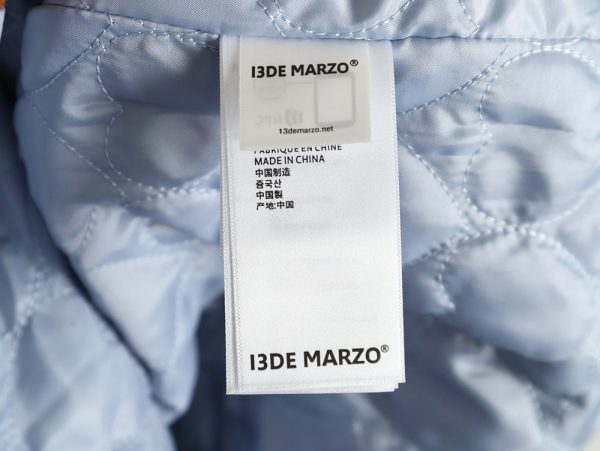 13DE MARZO®
NFC
13demarzo.net
FABRIQUE EN CHINE
MADE IN CHINA
中国制造
중국산
中国製
产地:中国
13DE MARZO®